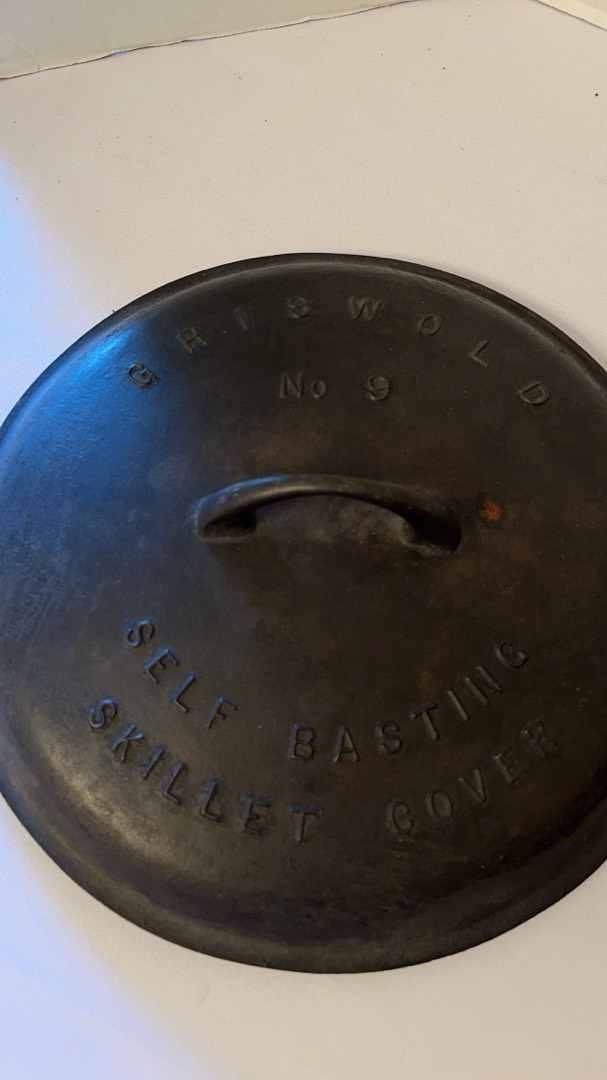 GRISWOLD
No 9
SELF BASTING
SKILLET COVER